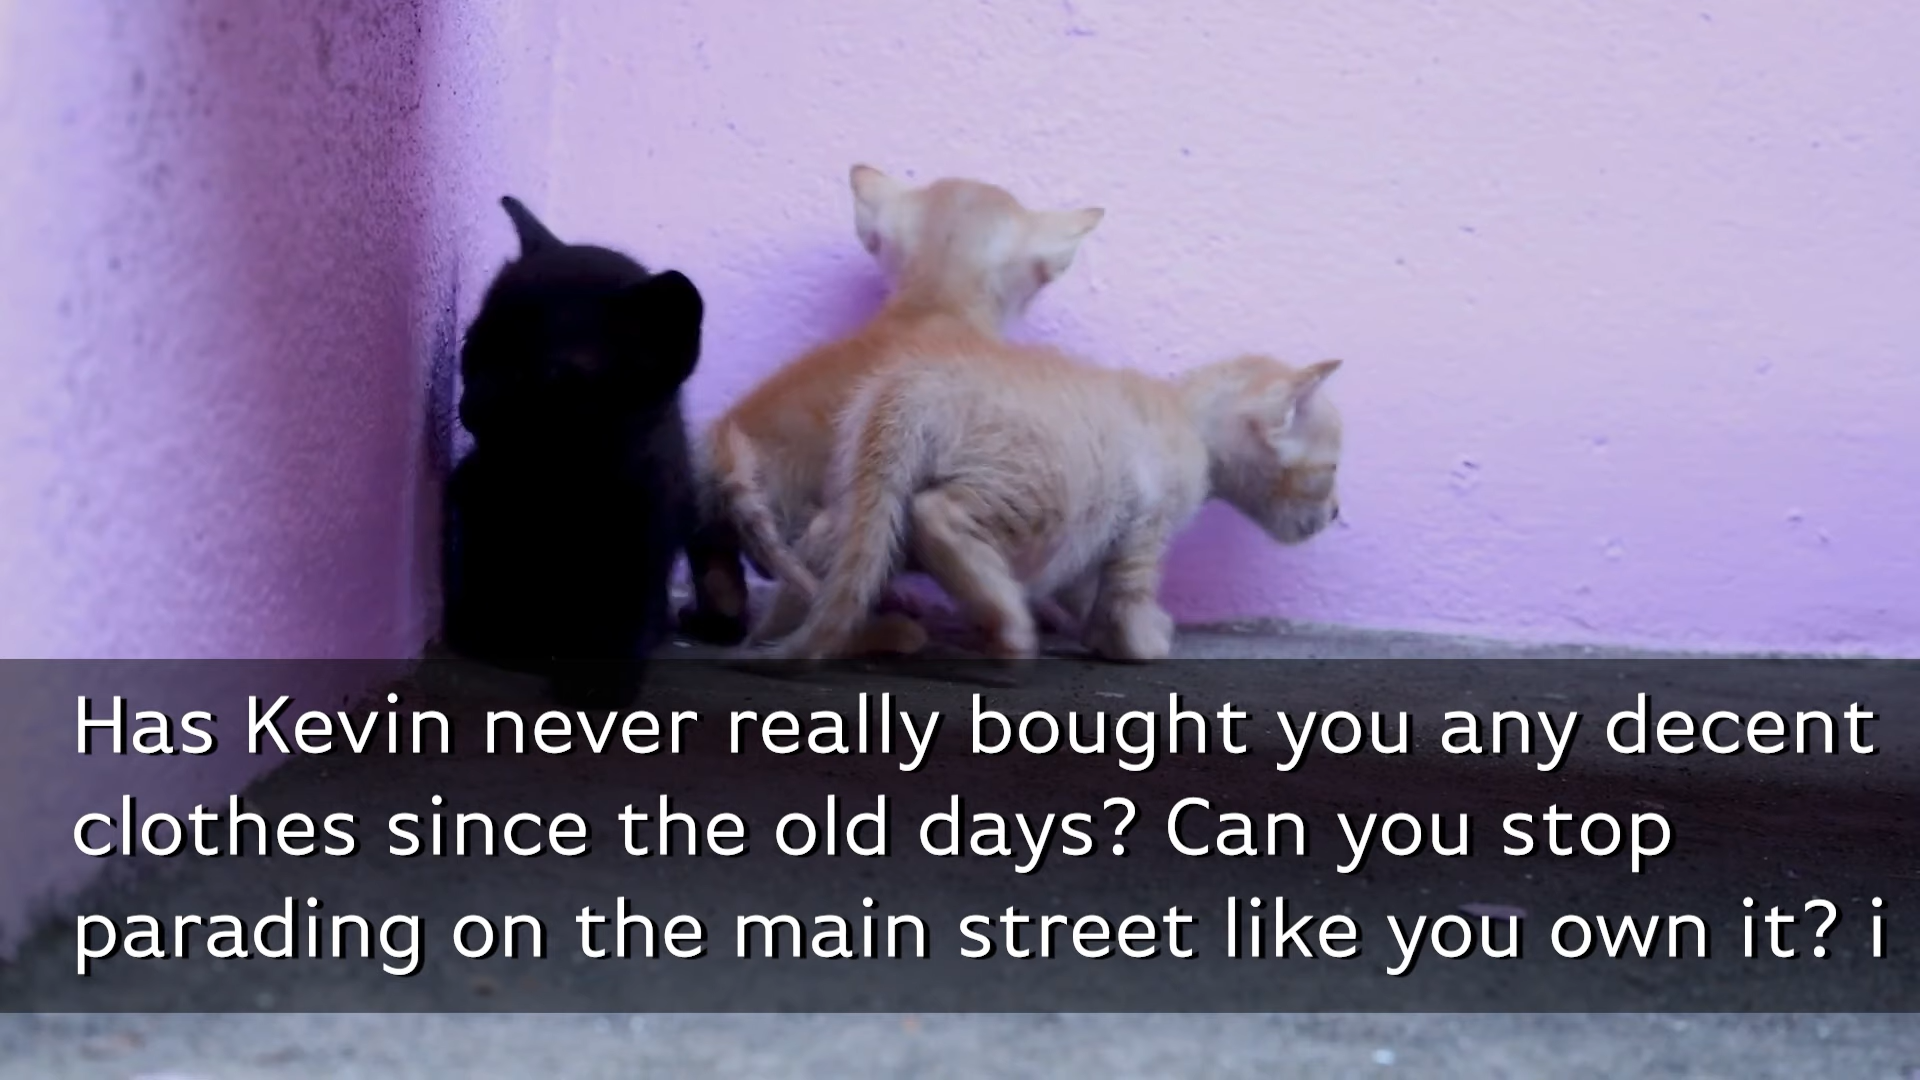 Has Kevin never really bought you any decent
clothes since the old days? Can you stop
parading on the main street like you own it? i